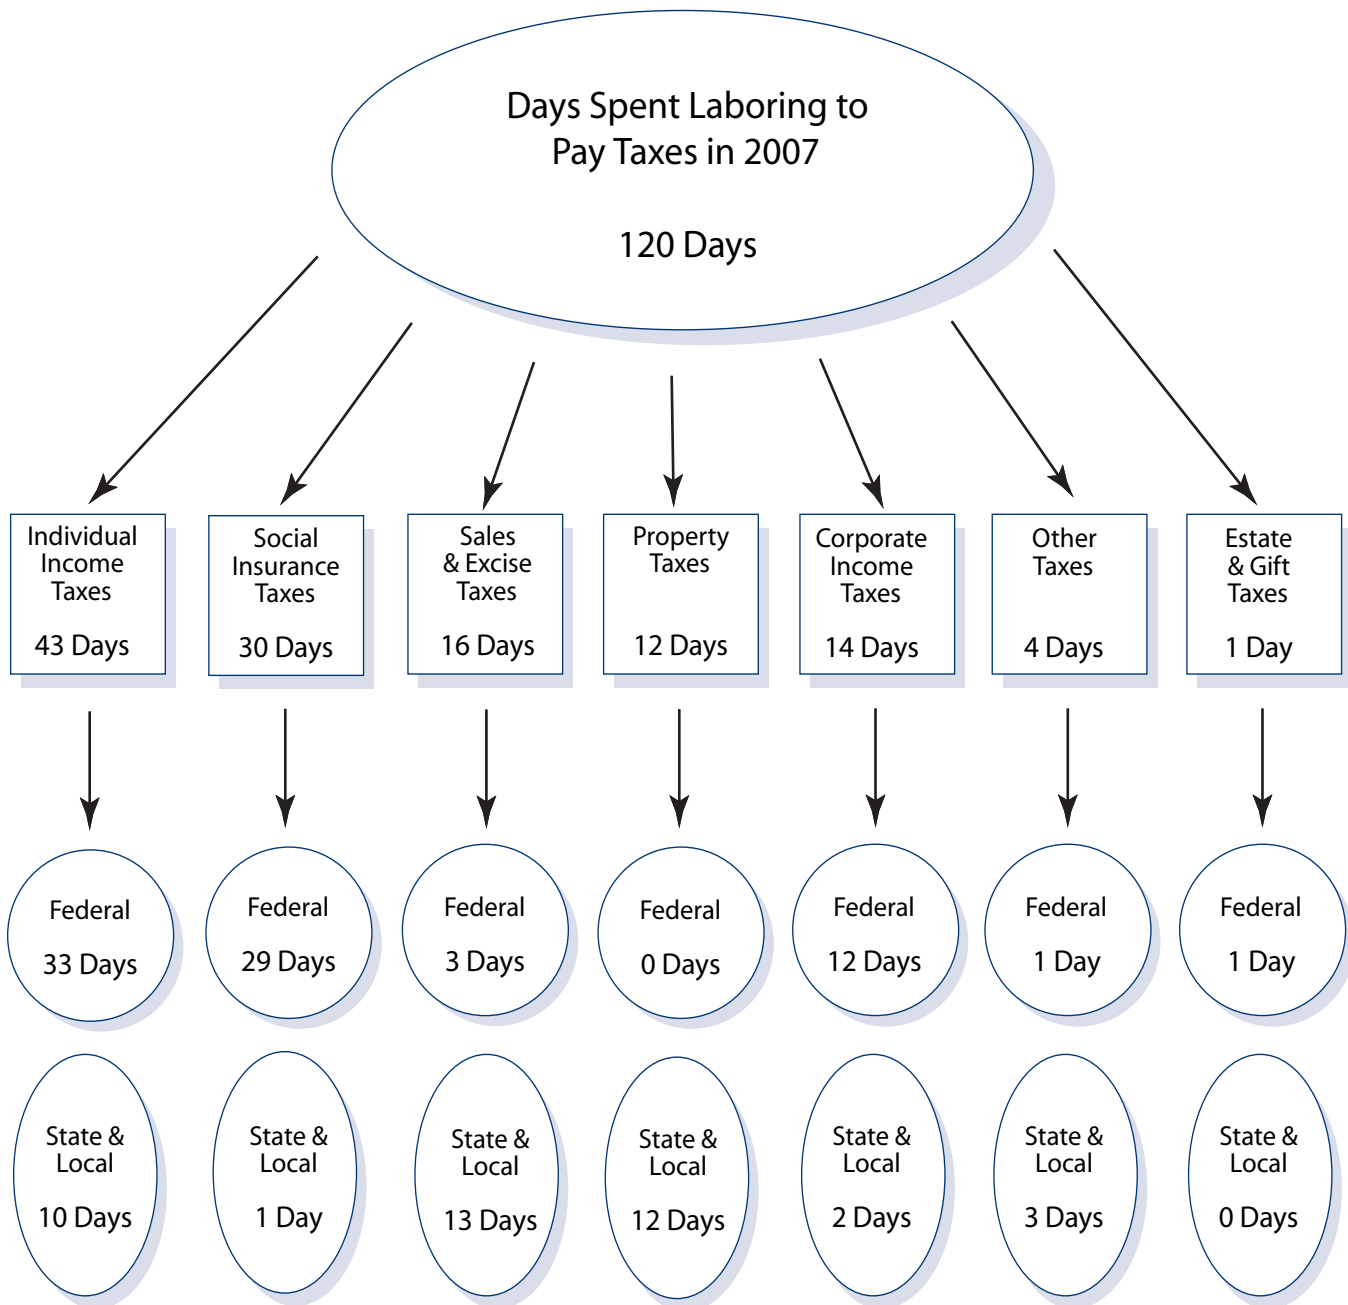 Days Spent Laboring to
Pay Taxes in 2007
120 Days
Individual
Income
Taxes
43 Days
Social
Insurance
Taxes
30 Days
Sales
& Excise
Taxes
16 Days
Property
Taxes
12 Days
Corporate
Income
Taxes
14 Days
Other
Taxes
4 Days
Estate
& Gift
Taxes
1 Day
Federal
33 Days
Federal
29 Days
Federal
3 Days
Federal
0 Days
Federal
12 Days
Federal
1 Day
Federal
1 Day
State &
Local
10 Days
State &
Local
1 Day
State &
Local
13 Days
State &
Local
12 Days
State &
Local
2 Days
State &
Local
3 Days
State &
Local
0 Days